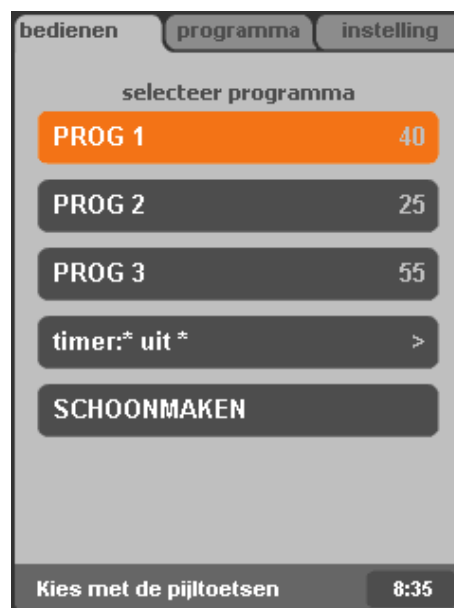 bedienen programma instelling
selecteer programma
PROG 1 40
PROG 2 25
PROG 3 55
timer:* uit * >
SCHOONMAKEN
Kies met de pijltoetsen 8:35